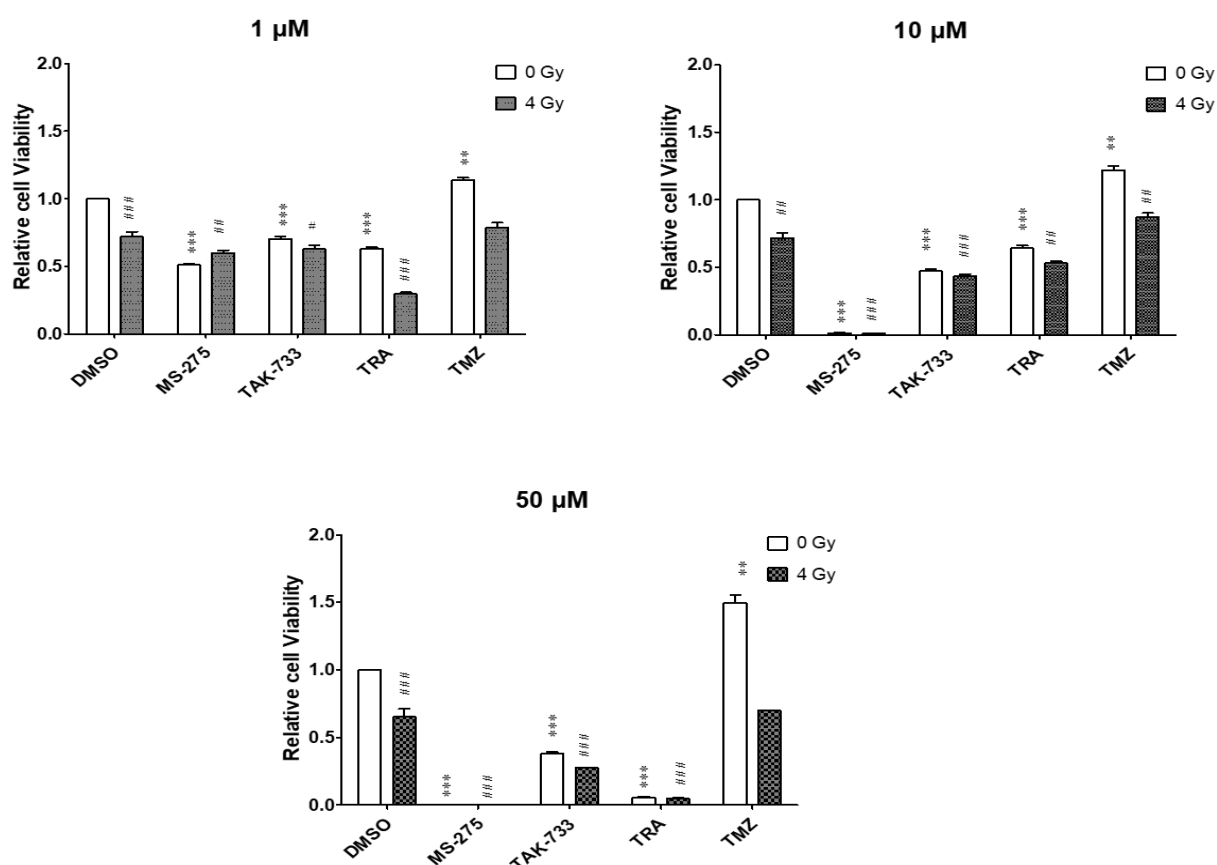 1 µM
2.0
1.5
1.0
0.5
0.0
Relative cell Viability
0 Gy
4 Gy
###
***
##
***
#
***
###
**
DMSO
MS-275
TAK-733
TRA
TMZ
10 µM
2.0
1.5
1.0
0.5
0.0
Relative cell Viability
0 Gy
4 Gy
##
***
###
***
###
***
##
**
##
DMSO
MS-275
TAK-733
TRA
TMZ
50 µM
2.0
1.5
1.0
0.5
0.0
Relative cell Viability
0 Gy
4 Gy
###
***
###
***
###
***
###
**
DMSO
MS-275
TAK-733
TRA
TMZ